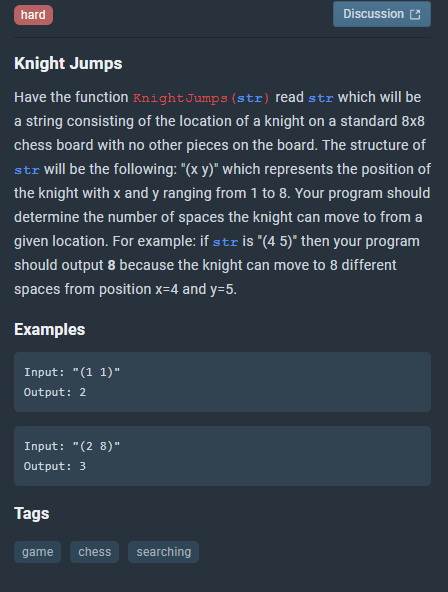 hard
Discussion
Knight Jumps
Have the function KnightJumps(str) read str which will be
a string consisting of the location of a knight on a standard 8x8
chess board with no other pieces on the board. The structure of
str will be the following: "(x y)" which represents the position of
the knight with x and y ranging from 1 to 8. Your program should
determine the number of spaces the knight can move to from a
given location. For example: if str is "(4 5)" then your program
should output 8 because the knight can move to 8 different
spaces from position x=4 and y=5.
Examples
Input: "(1 1)"
Output: 2
Input: "(2 8)"
Output: 3
Tags
game chess searching